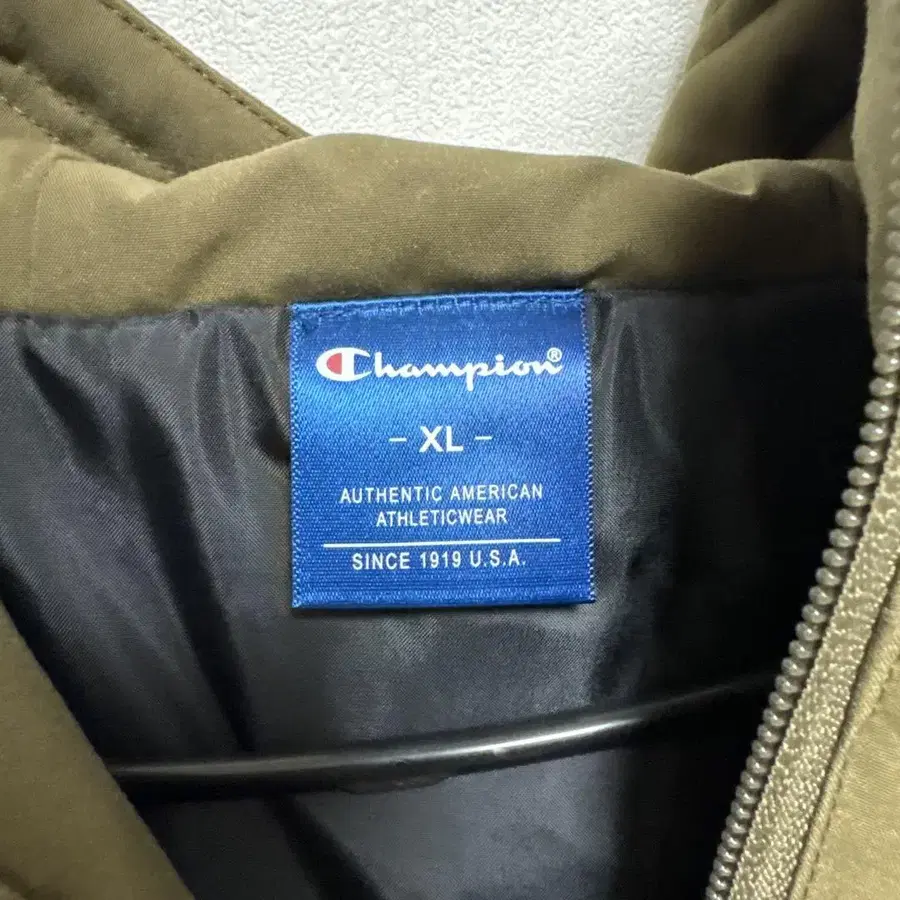 Champion®
- XL -
AUTHENTIC AMERICAN
ATHLETICWEAR
SINCE 1919 U.S.A.